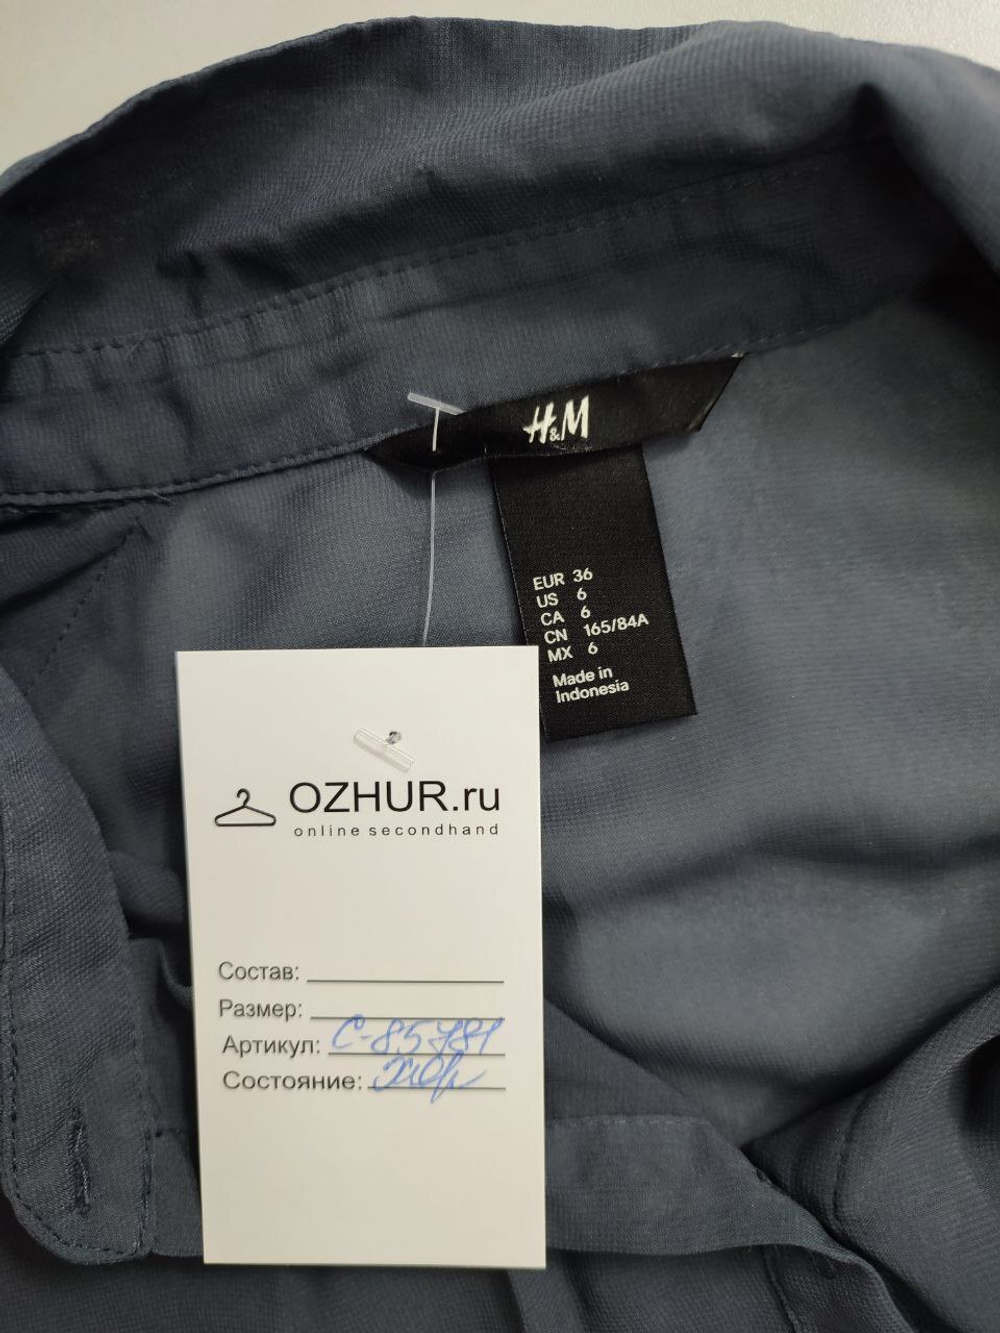 H&M
EUR 36
US 6
CA 6
CN 165/84A
MX 6
Made in
Indonesia
OZHUR.ru
online secondhand
Состав:
Размер:
Артикул: С-85781
Состояние: хор